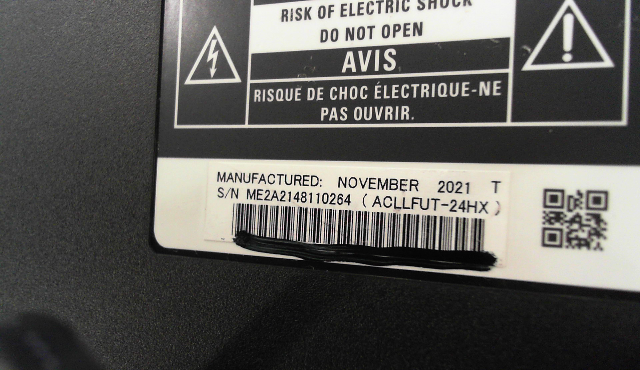 RISK OF ELECTRIC SHOCK
DO NOT OPEN
AVIS
RISQUE DE CHOC ÉLECTRIQUE-NE
PAS OUVRIR.
MANUFACTURED: NOVEMBER 2021 T
S/N ME2A2148110264 (ACLLFUT-24HX)